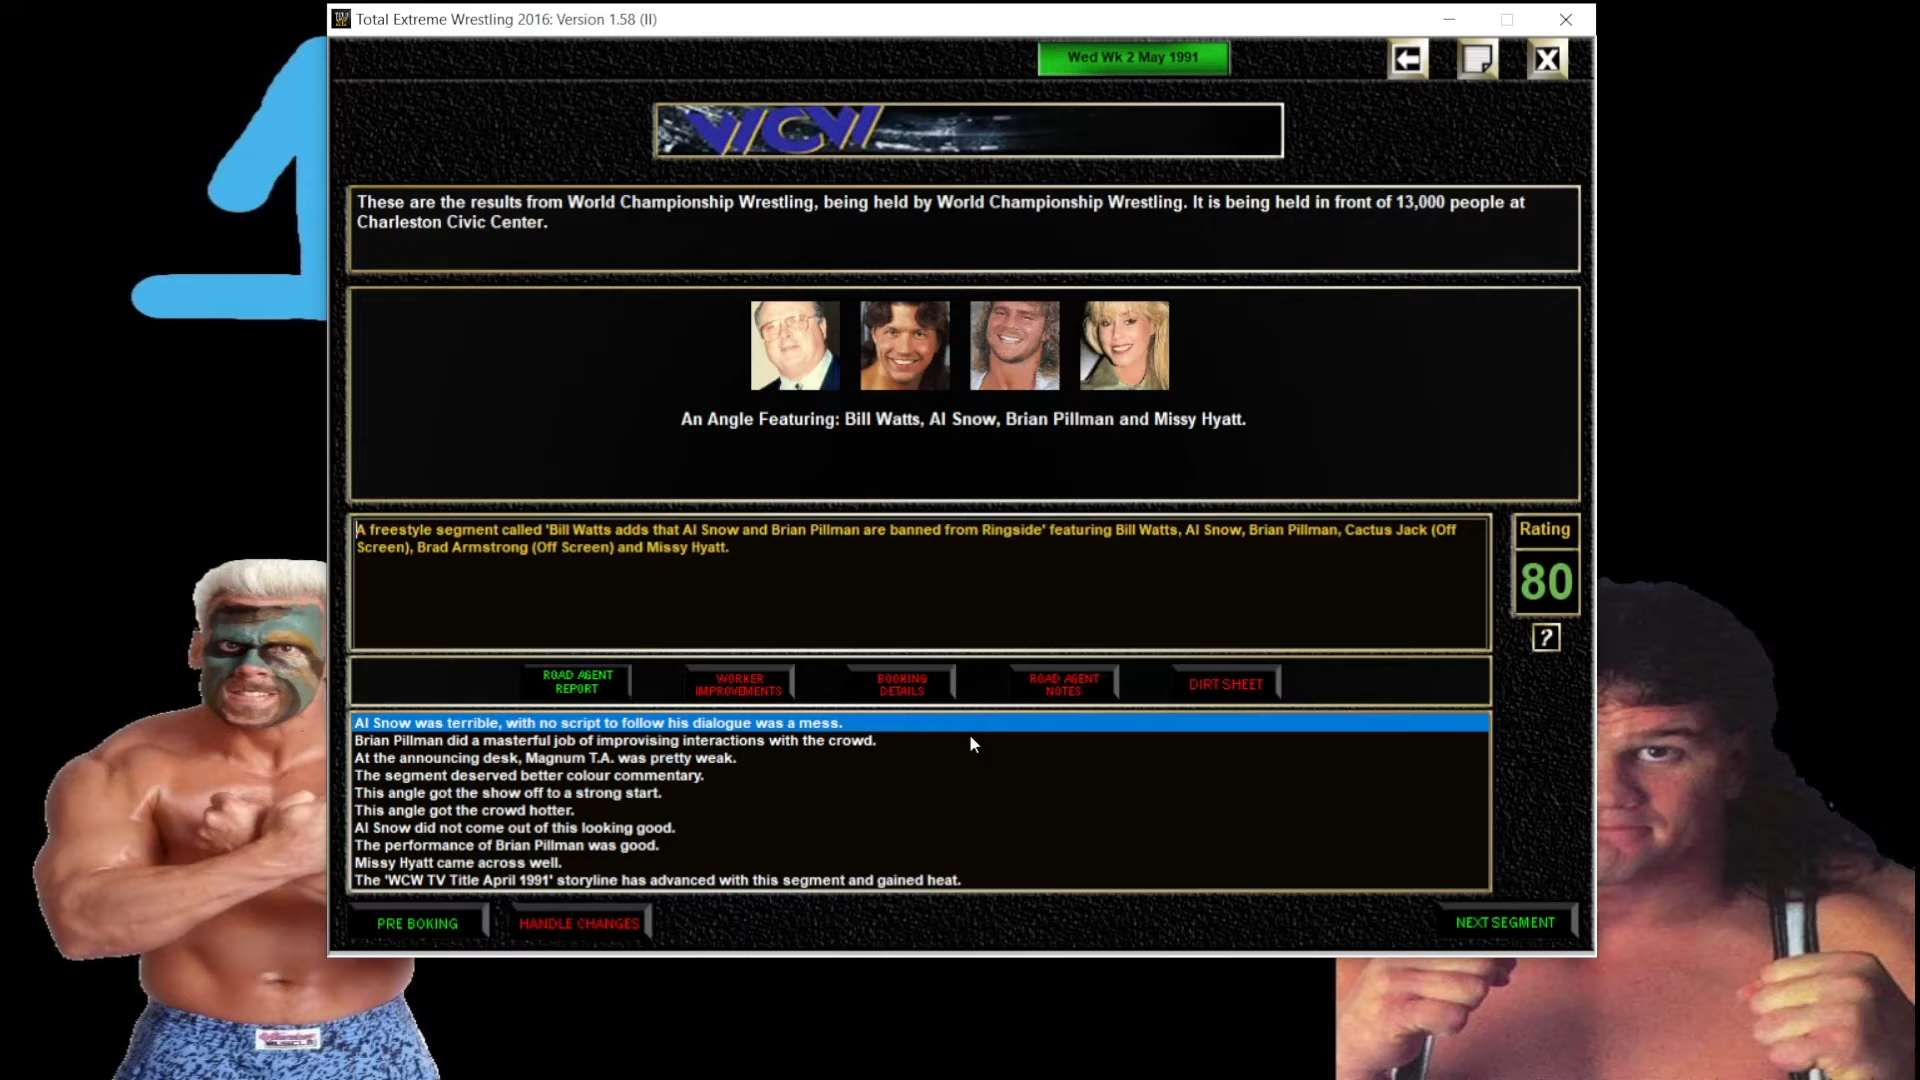 Total Extreme Wrestling 2016: Version 1.58 (II)
Wed Wk 2 May 1991
WCW
These are the results from World Championship Wrestling, being held by World Championship Wrestling. It is being held in front of 13,000 people at
Charleston Civic Center.
An Angle Featuring: Bill Watts, Al Snow, Brian Pillman and Missy Hyatt.
A freestyle segment called 'Bill Watts adds that Al Snow and Brian Pillman are banned from Ringside' featuring Bill Watts, Al Snow, Brian Pillman, Cactus Jack (Off
Screen), Brad Armstrong (Off Screen) and Missy Hyatt.
Rating
80
?
ROAD AGENT
REPORT
WORKER
IMPROVEMENTS
BOOKING
DETAILS
ROAD AGENT
NOTES
DIRT SHEET
Al Snow was terrible, with no script to follow his dialogue was a mess.
Brian Pillman did a masterful job of improvising interactions with the crowd.
At the announcing desk, Magnum T.A. was pretty weak.
The segment deserved better colour commentary.
This angle got the show off to a strong start.
This angle got the crowd hotter.
Al Snow did not come out of this looking good.
The performance of Brian Pillman was good.
Missy Hyatt came across well.
The 'WCW TV Title April 1991' storyline has advanced with this segment and gained heat.
PRE BOKING
HANDLE CHANGES
NEXT SEGMENT